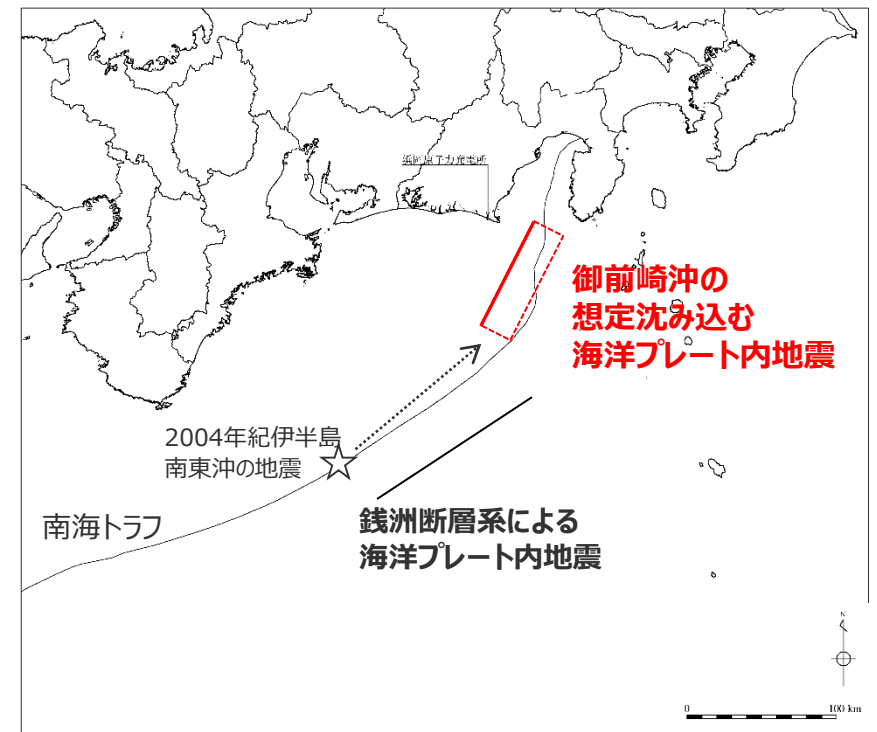 浜岡原子力発電所
御前崎沖の
想定沈み込む
海洋プレート内地震
2004年紀伊半島
南東沖の地震
南海トラフ
銭洲断層系による
海洋プレート内地震
N
0
100 km